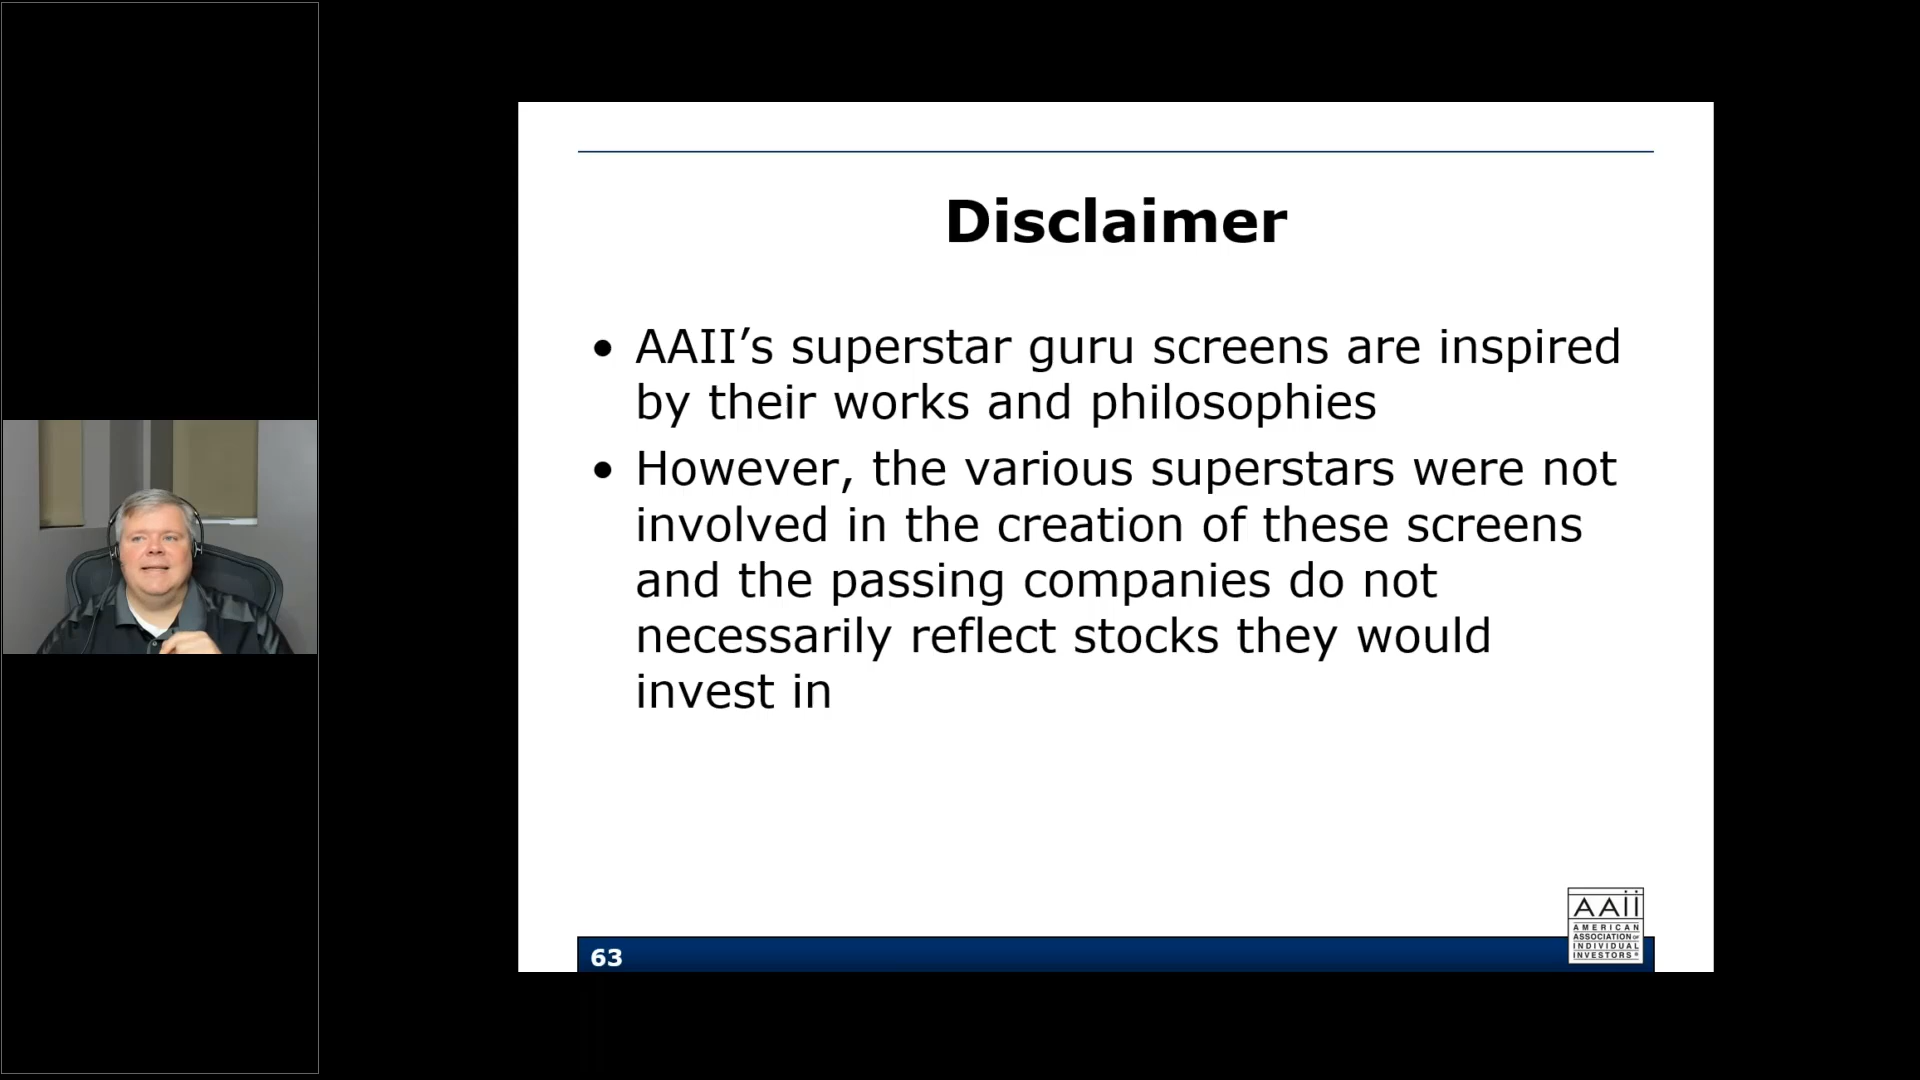 Disclaimer
• AAII’s superstar guru screens are inspired
by their works and philosophies
• However, the various superstars were not
involved in the creation of these screens
and the passing companies do not
necessarily reflect stocks they would
invest in
63
AAii
AMERICAN
ASSOCIATION OF
INDIVIDUAL
INVESTORS®